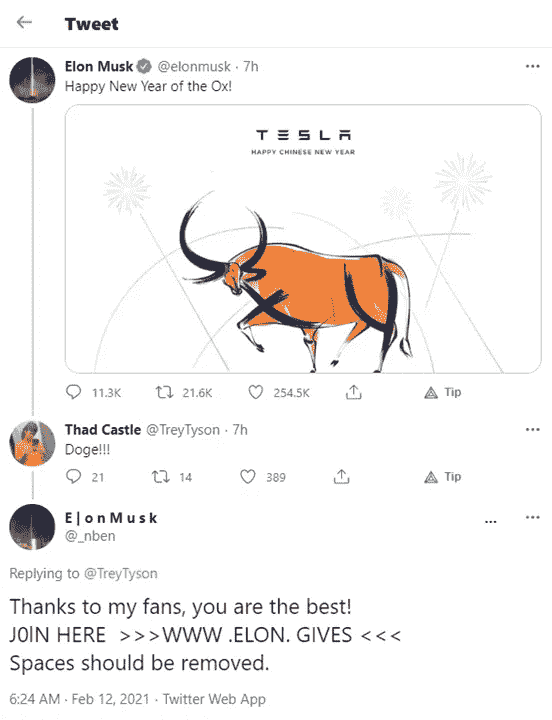 Tweet
Elon Musk @elonmusk · 7h
Happy New Year of the Ox!
TESLA
HAPPY CHINESE NEW YEAR
11.3K 21.6K 254.5K Tip
Thad Castle @TreyTyson · 7h
Doge!!!
21 14 389 Tip
E | o n M u s k
@_nben
Replying to @TreyTyson
Thanks to my fans, you are the best!
J0lN HERE >>>WWW .ELON. GIVES <<<
Spaces should be removed.
6:24 AM · Feb 12, 2021 · Twitter Web App